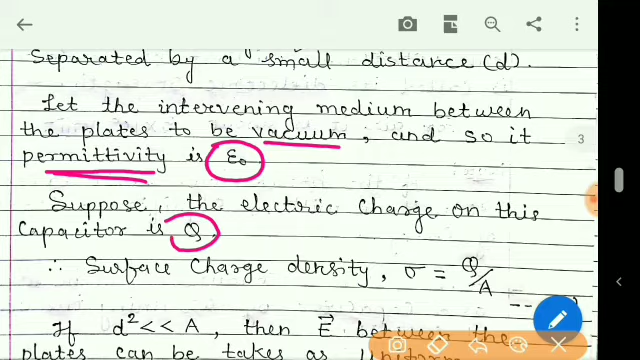 Separated by a small distance (d).
Let the intervening medium between
the plates to be vacuum, and so it
permittivity is ε₀.
3
Suppose, the electric charge on this
Capacitor is Q.
∴ Surface Charge density, σ = Q/A ---
If d² << A, then E⃗ between the
plates can be takes as